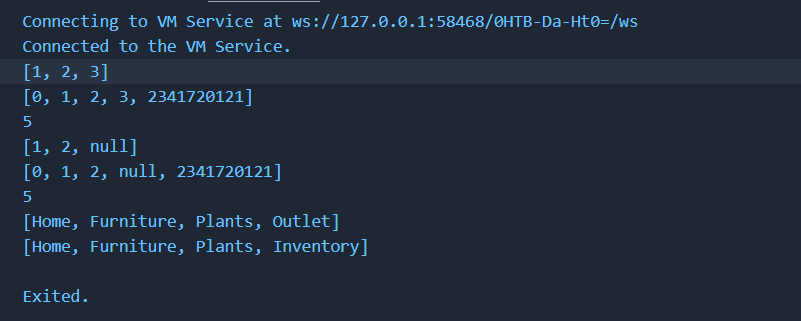 Connecting to VM Service at ws://127.0.0.1:58468/0HTB-Da-Ht0=/ws
Connected to the VM Service.
[1, 2, 3]
[0, 1, 2, 3, 2341720121]
5
[1, 2, null]
[0, 1, 2, null, 2341720121]
5
[Home, Furniture, Plants, Outlet]
[Home, Furniture, Plants, Inventory]
Exited.